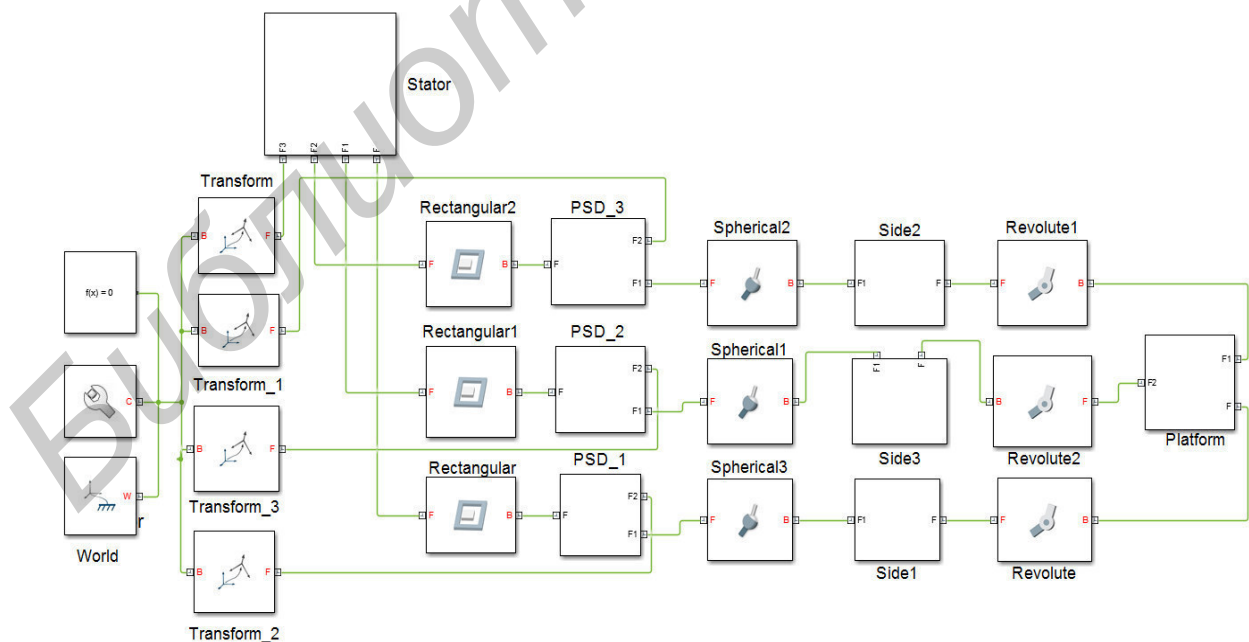 Библиот
Stator
F3 F2 F1 F
Transform
B F
Rectangular2
F B
PSD_3
F F2 F1
Spherical2
F B
Side2
F1 F
Revolute1
F B
f(x) = 0
B F
Transform_1
Rectangular1
F B
PSD_2
F F2 F1
Spherical1
F B
F1 F
Side3
B F
Revolute2
F2 F1 F
Platform
C
B F
Transform_3
Rectangular
F B
PSD_1
F F2 F1
Spherical3
F B
F1 F
Side1
F B
Revolute
W
r
World
B F
Transform_2